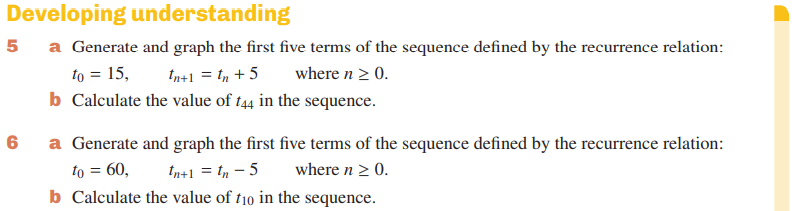 Developing understanding
5 a Generate and graph the first five terms of the sequence defined by the recurrence relation:
t₀ = 15, tₙ₊₁ = tₙ + 5 where n ≥ 0.
b Calculate the value of t₄₄ in the sequence.
6 a Generate and graph the first five terms of the sequence defined by the recurrence relation:
t₀ = 60, tₙ₊₁ = tₙ − 5 where n ≥ 0.
b Calculate the value of t₁₀ in the sequence.